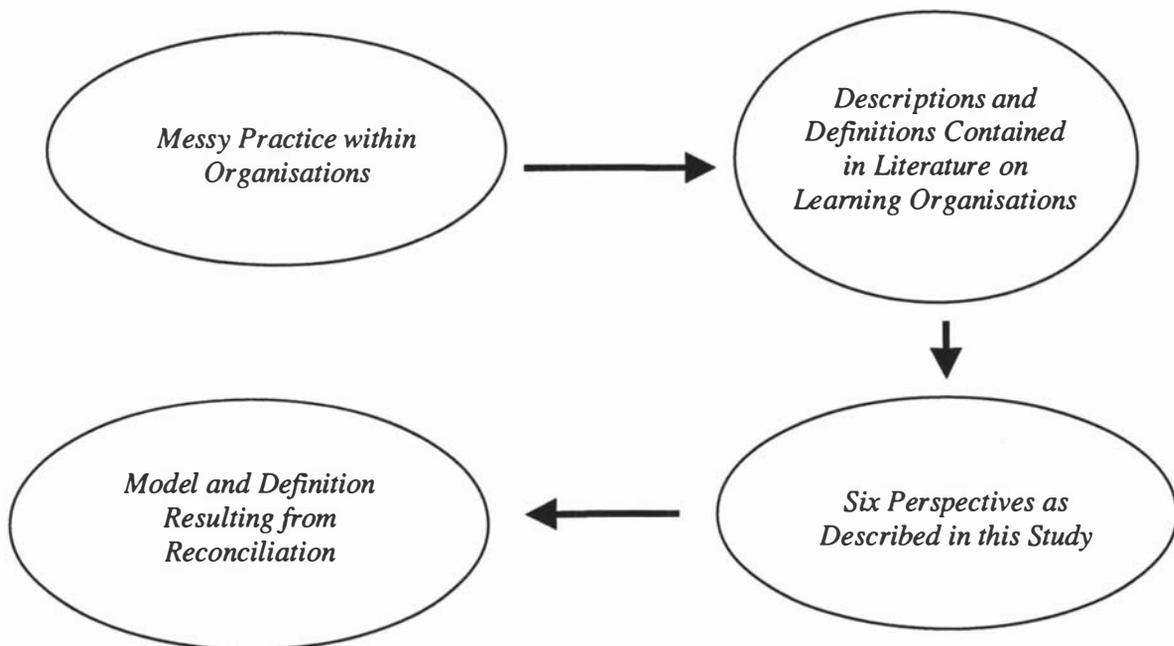 Messy Practice within
Organisations
Descriptions and
Definitions Contained
in Literature on
Learning Organisations
Six Perspectives as
Described in this Study
Model and Definition
Resulting from
Reconciliation